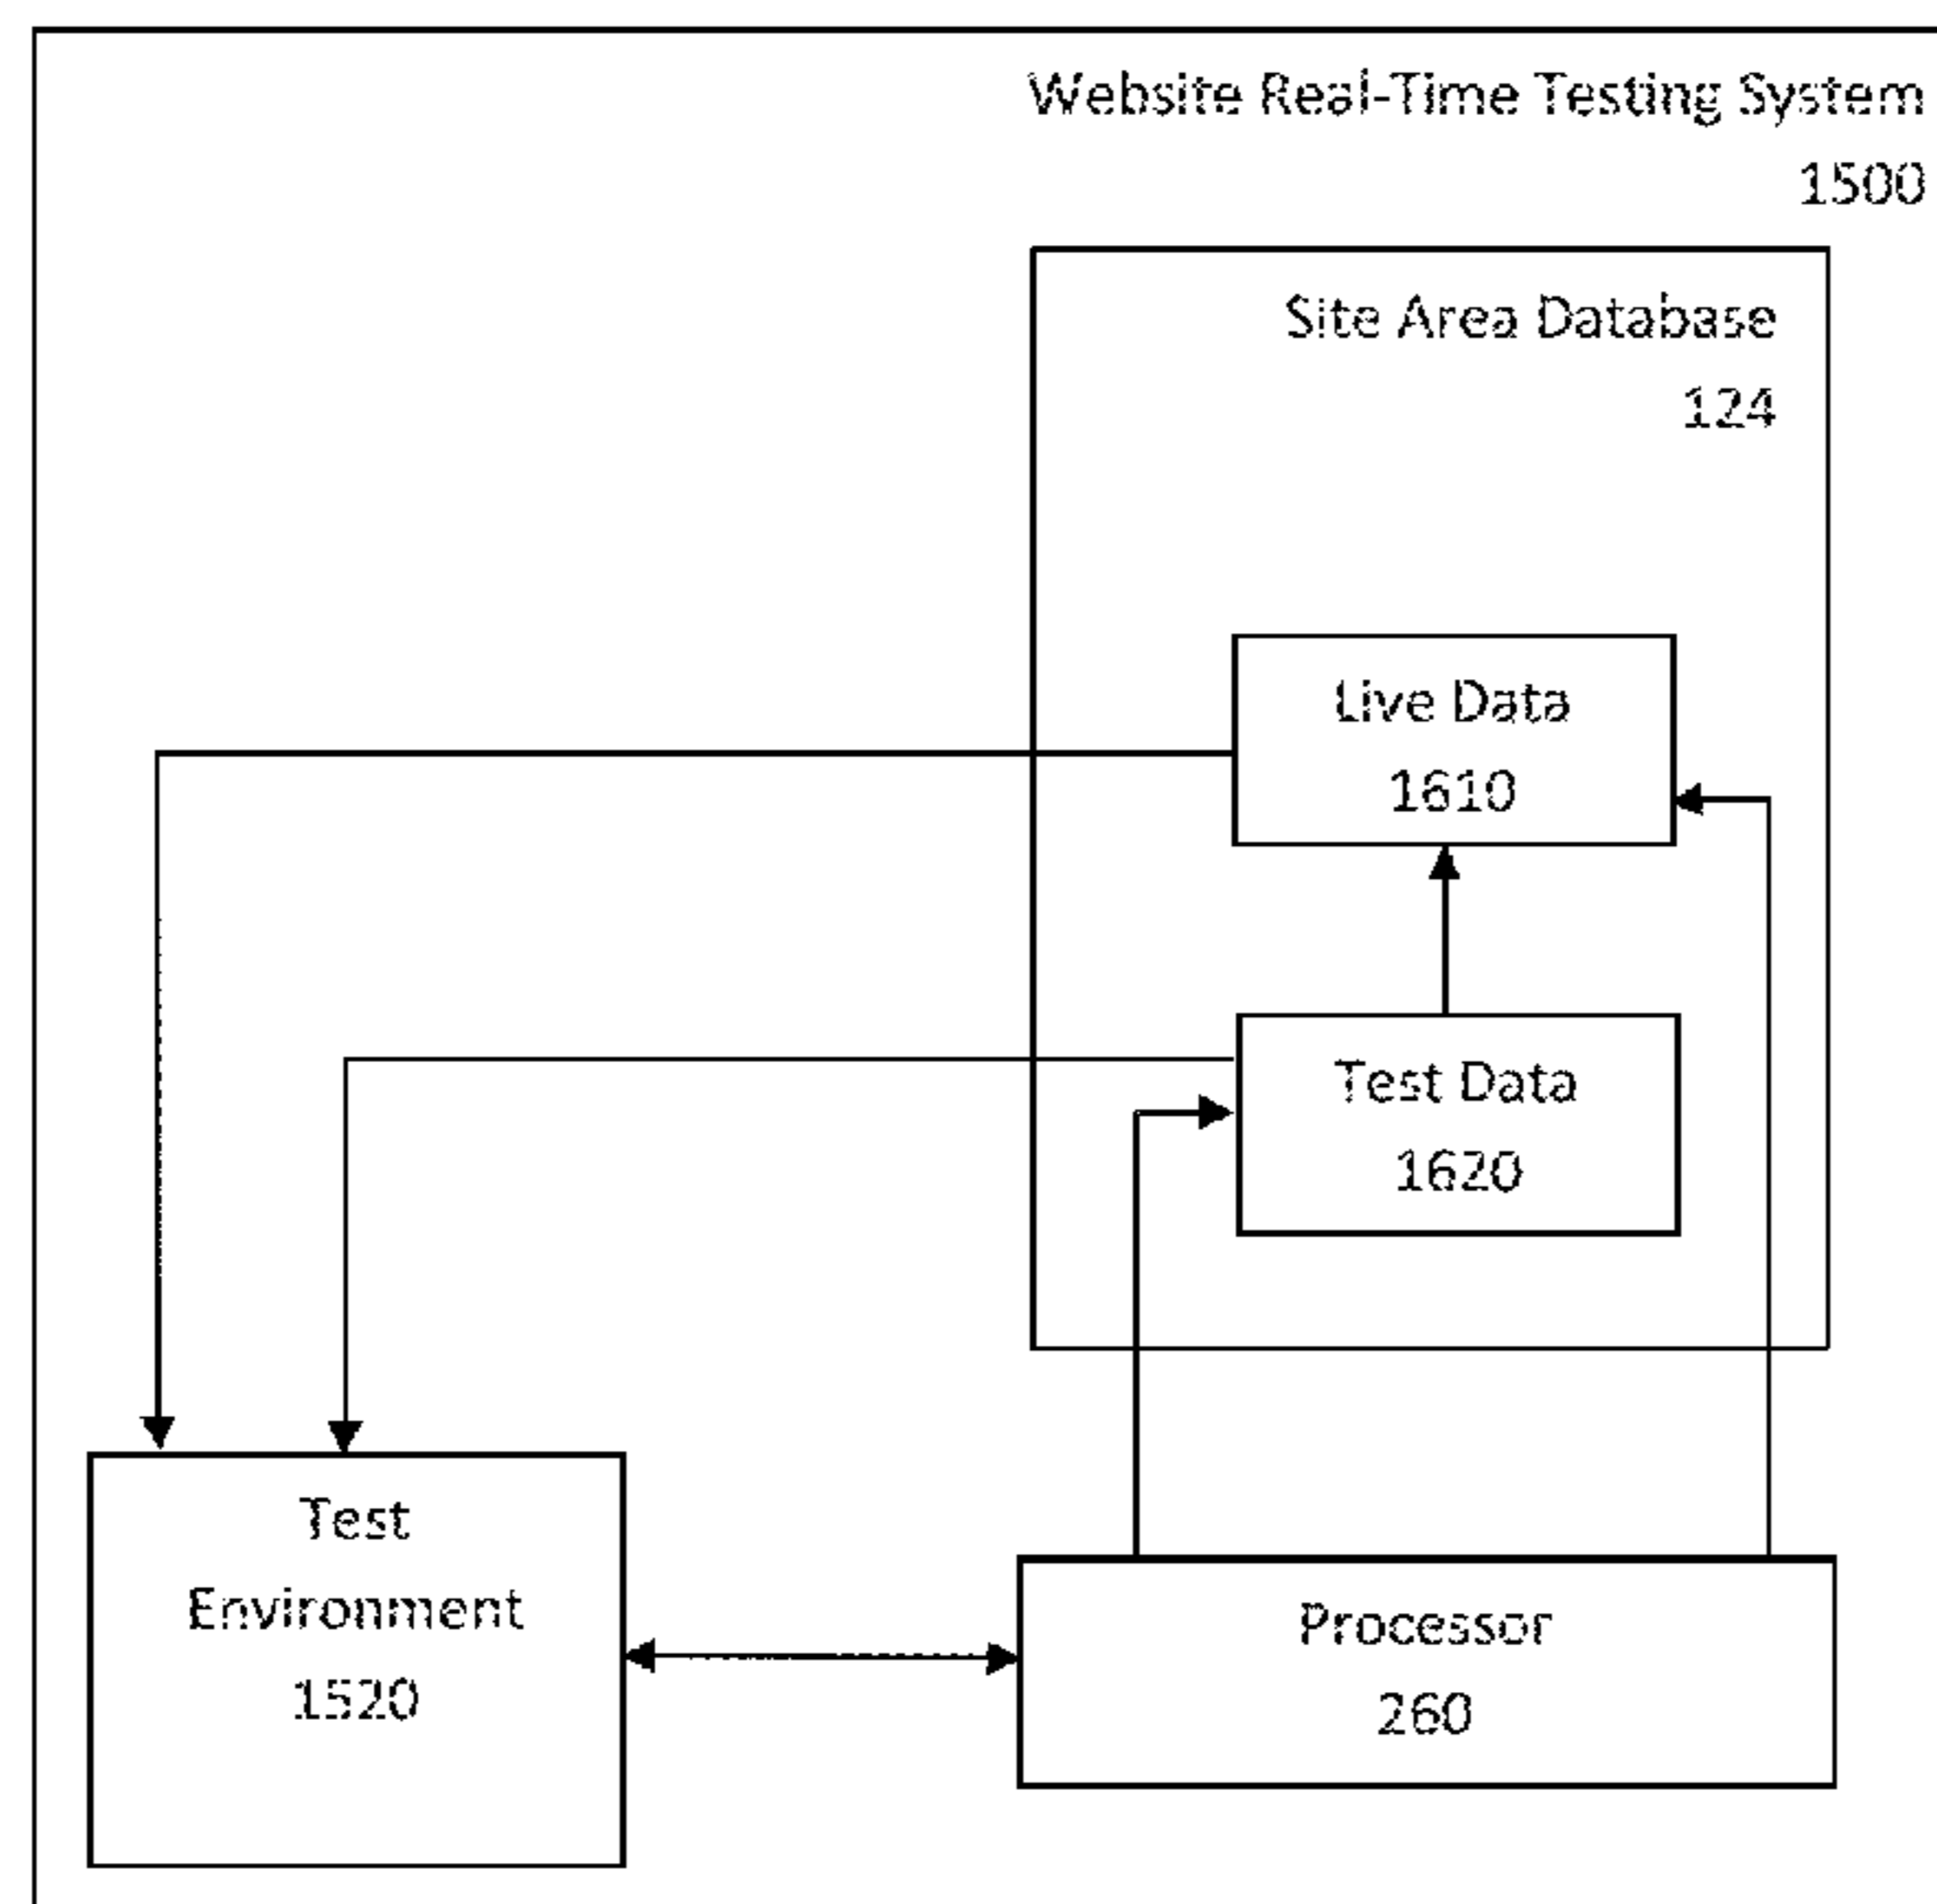 Website Real-Time Testing System
1500
Site Area Database
124
Live Data
1610
Test Data
1620
Test
Environment
1520
Processor
260